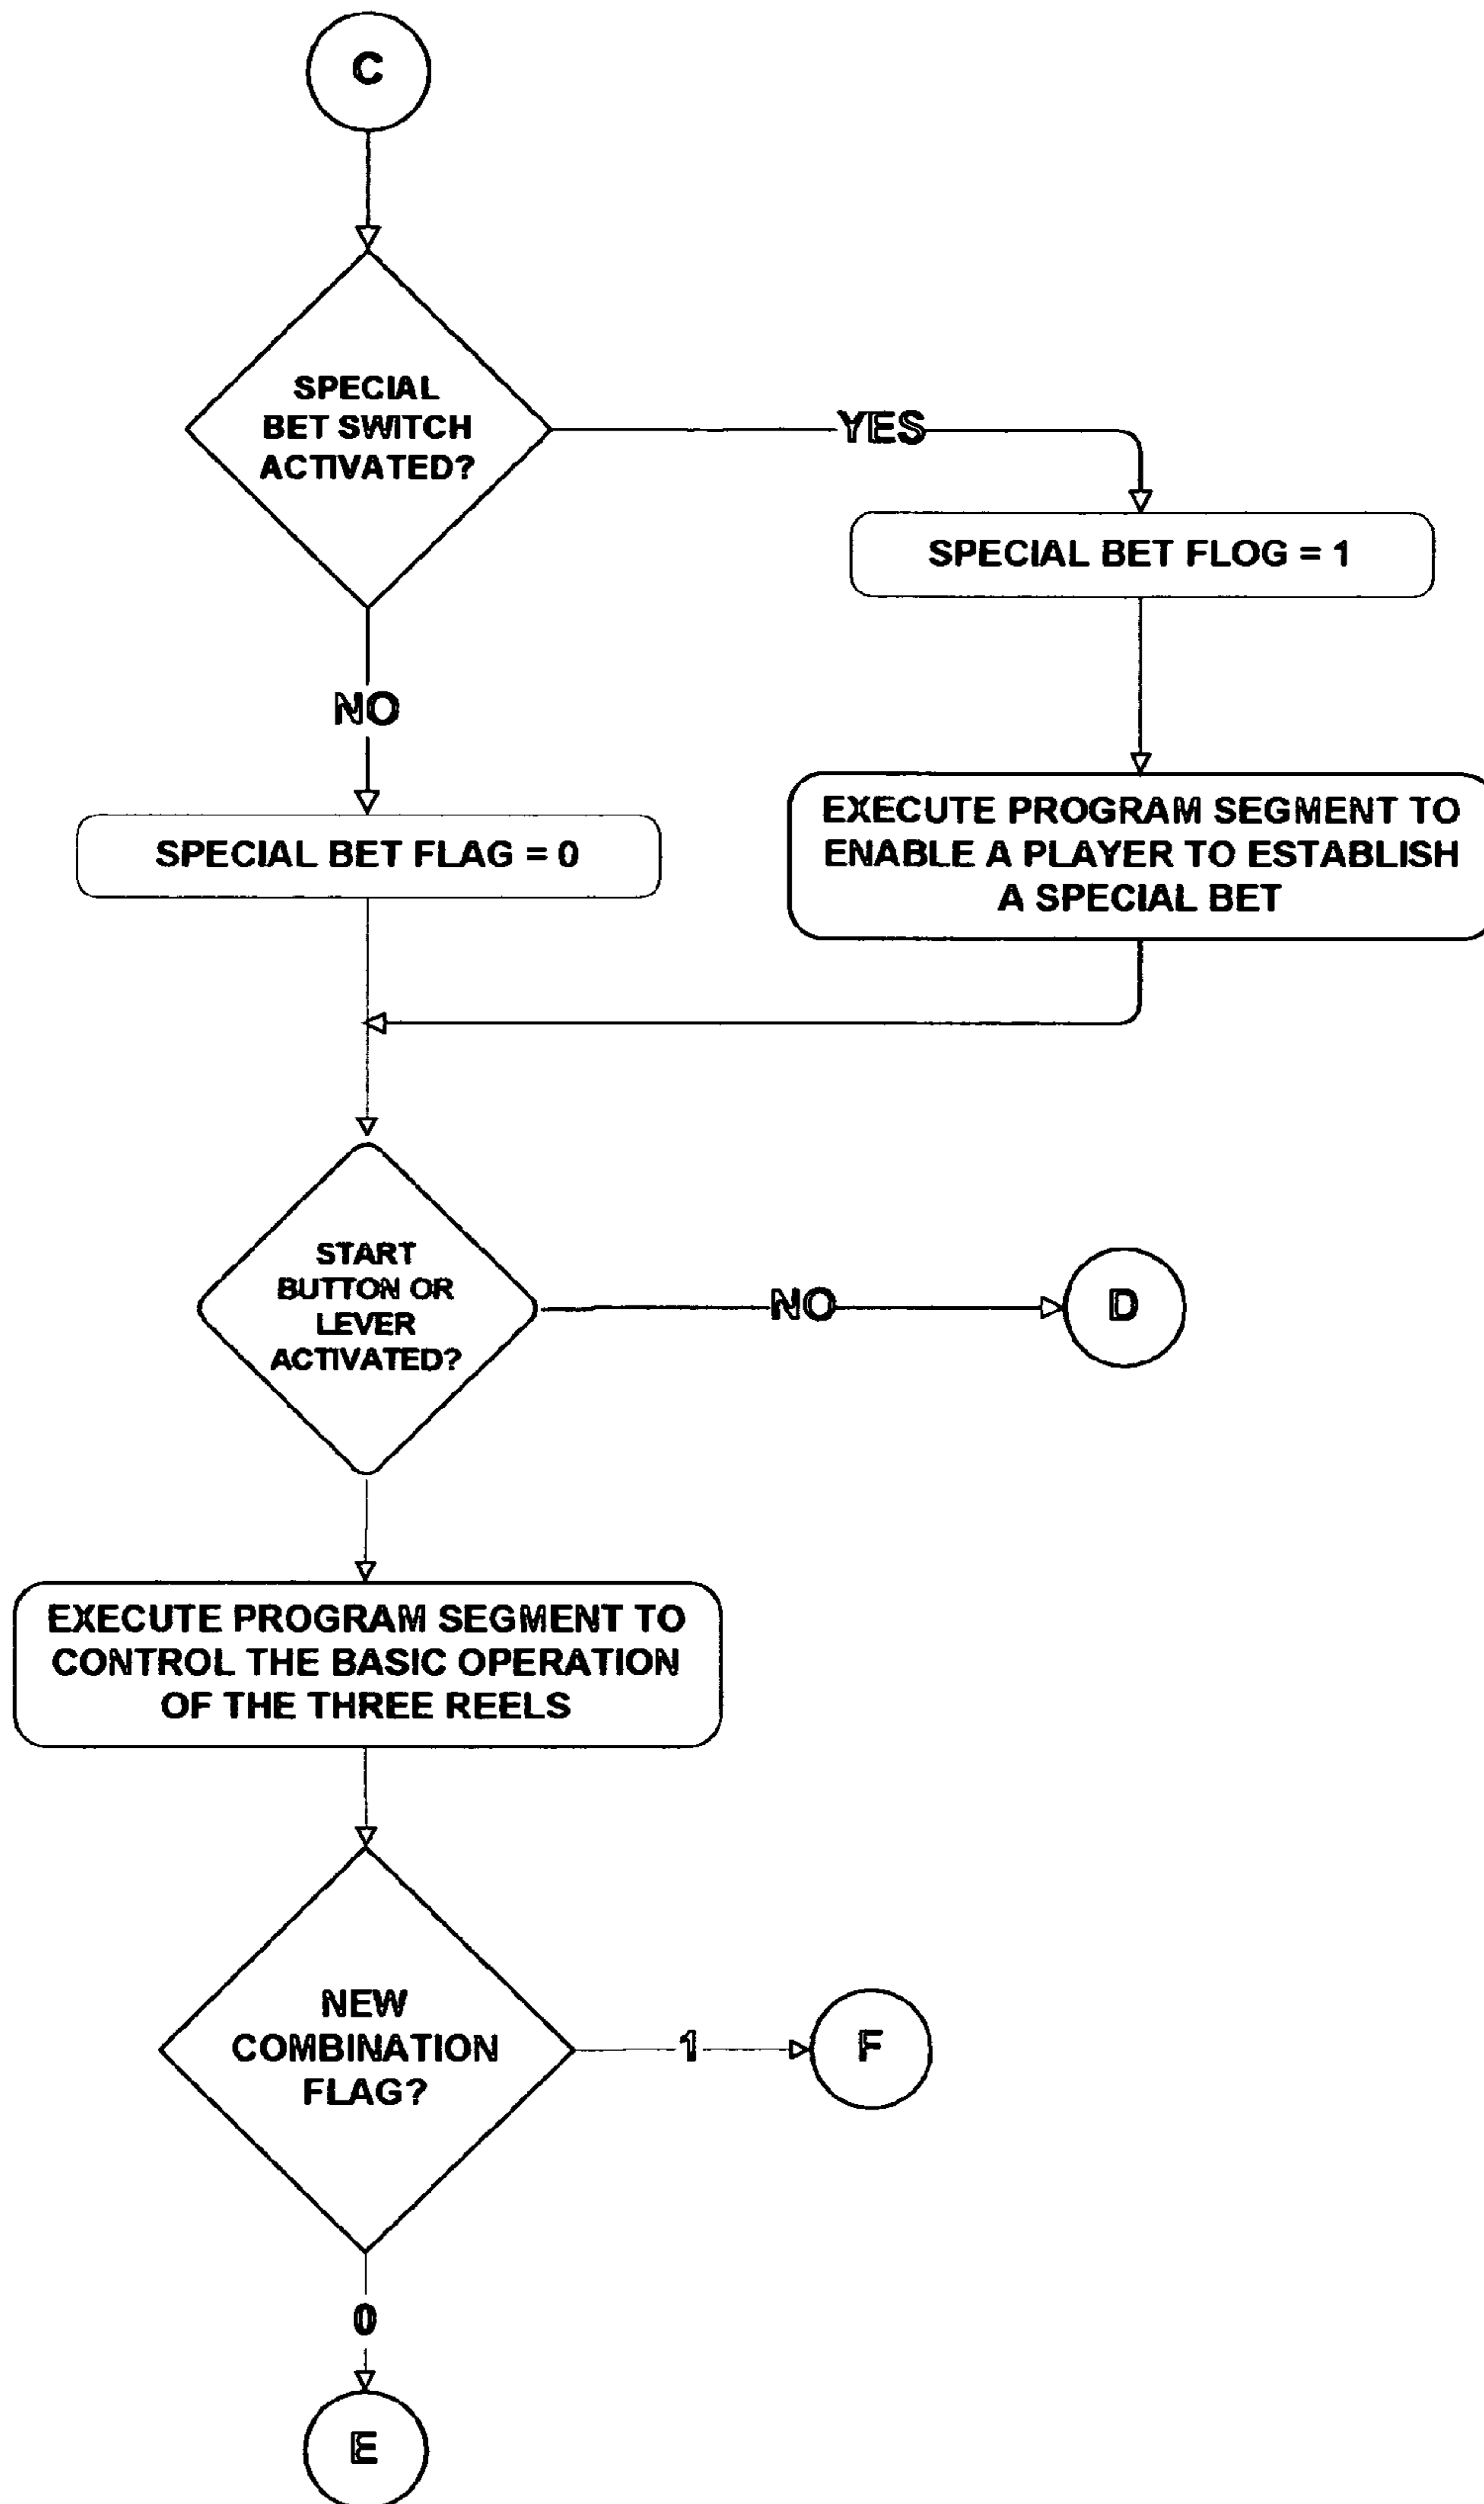 C
SPECIAL
BET SWITCH
ACTIVATED?
YES
SPECIAL BET FLOG = 1
NO
EXECUTE PROGRAM SEGMENT TO
ENABLE A PLAYER TO ESTABLISH
A SPECIAL BET
SPECIAL BET FLAG = 0
START
BUTTON OR
LEVER
ACTIVATED?
NO
D
EXECUTE PROGRAM SEGMENT TO
CONTROL THE BASIC OPERATION
OF THE THREE REELS
NEW
COMBINATION
FLAG?
1
F
0
E